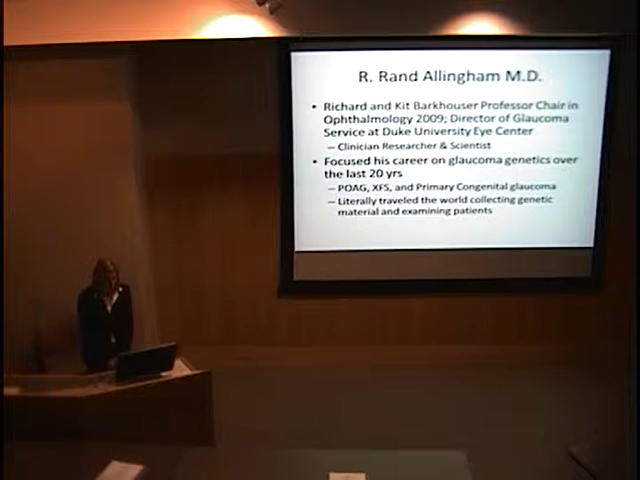 R. Rand Allingham M.D.
• Richard and Kit Barkhouser Professor Chair in
Ophthalmology 2009; Director of Glaucoma
Service at Duke University Eye Center
– Clinician Researcher & Scientist
• Focused his career on glaucoma genetics over
the last 20 yrs
– POAG, XFS, and Primary Congenital glaucoma
– Literally traveled the world collecting genetic
material and examining patients